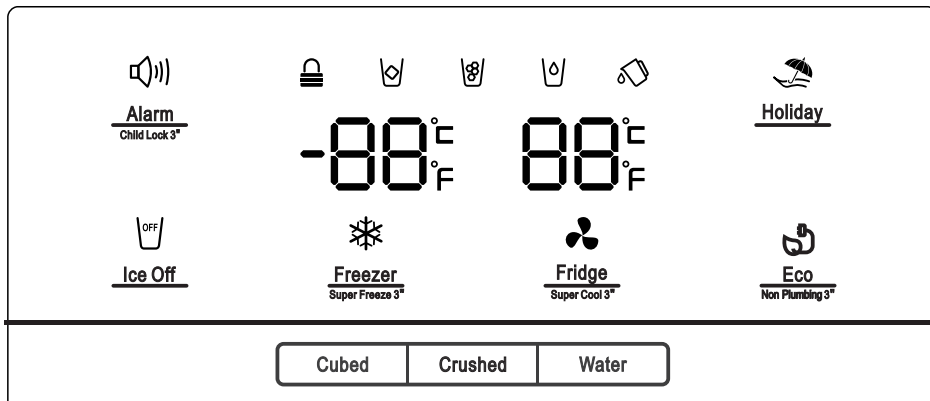 Alarm
Child Lock 3"
Holiday
-88°C
°F
88°C
°F
OFF
Ice Off
Freezer
Super Freeze 3"
Fridge
Super Cool 3"
Eco
Non Plumbing 3"
Cubed
Crushed
Water